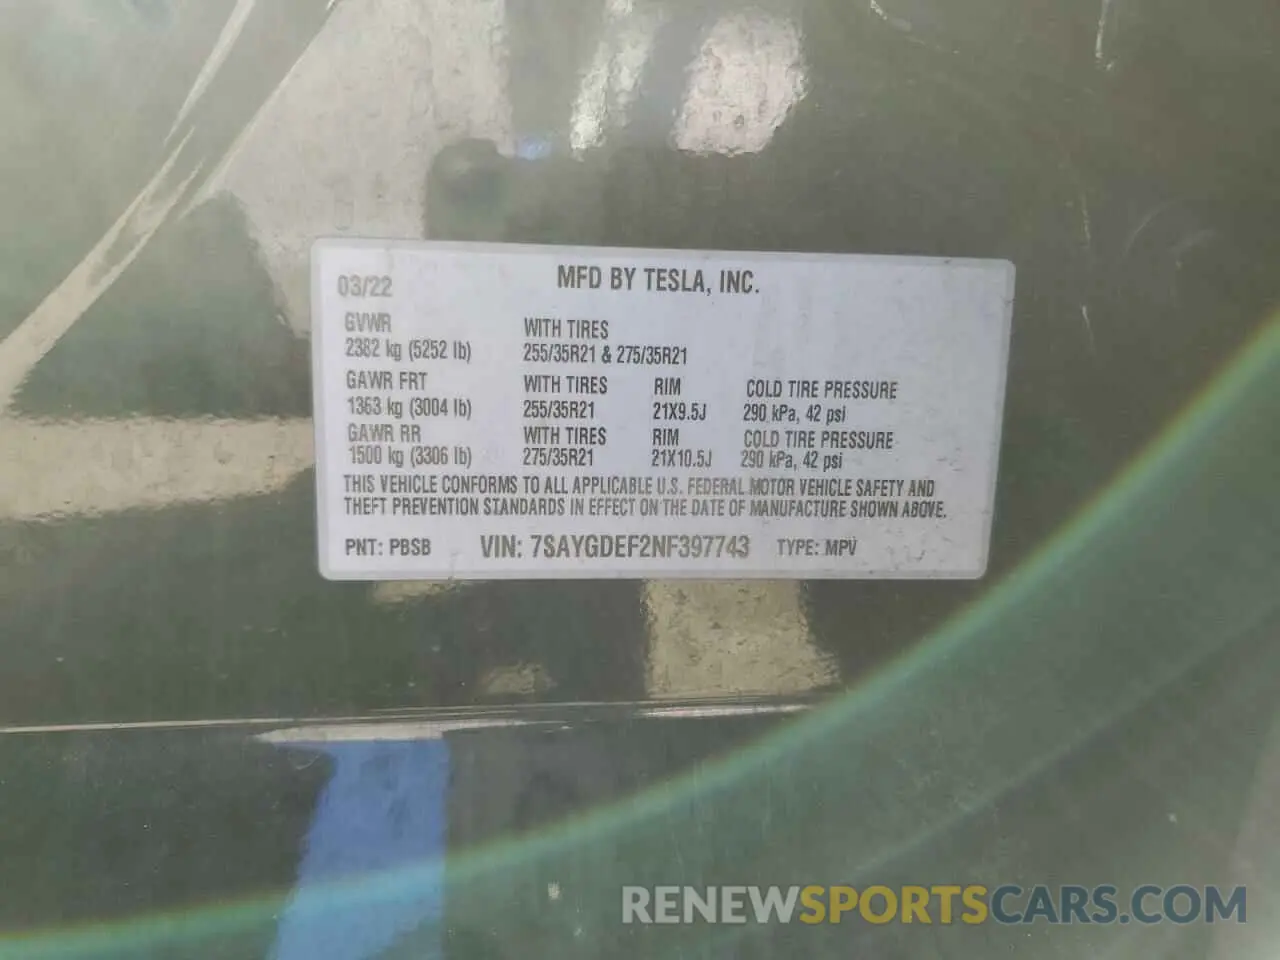 03/22 MFD BY TESLA, INC.
GVWR WITH TIRES
2382 kg (5252 lb) 255/35R21 & 275/35R21
GAWR FRT WITH TIRES RIM COLD TIRE PRESSURE
1363 kg (3004 lb) 255/35R21 21X9.5J 290 kPa, 42 psi
GAWR RR WITH TIRES RIM COLD TIRE PRESSURE
1500 kg (3306 lb) 275/35R21 21X10.5J 290 kPa, 42 psi
THIS VEHICLE CONFORMS TO ALL APPLICABLE U.S. FEDERAL MOTOR VEHICLE SAFETY AND
THEFT PREVENTION STANDARDS IN EFFECT ON THE DATE OF MANUFACTURE SHOWN ABOVE.
PNT: PBSB VIN: 7SAYGDEF2NF397743 TYPE: MPV
RENEWSPORTSCARS.COM